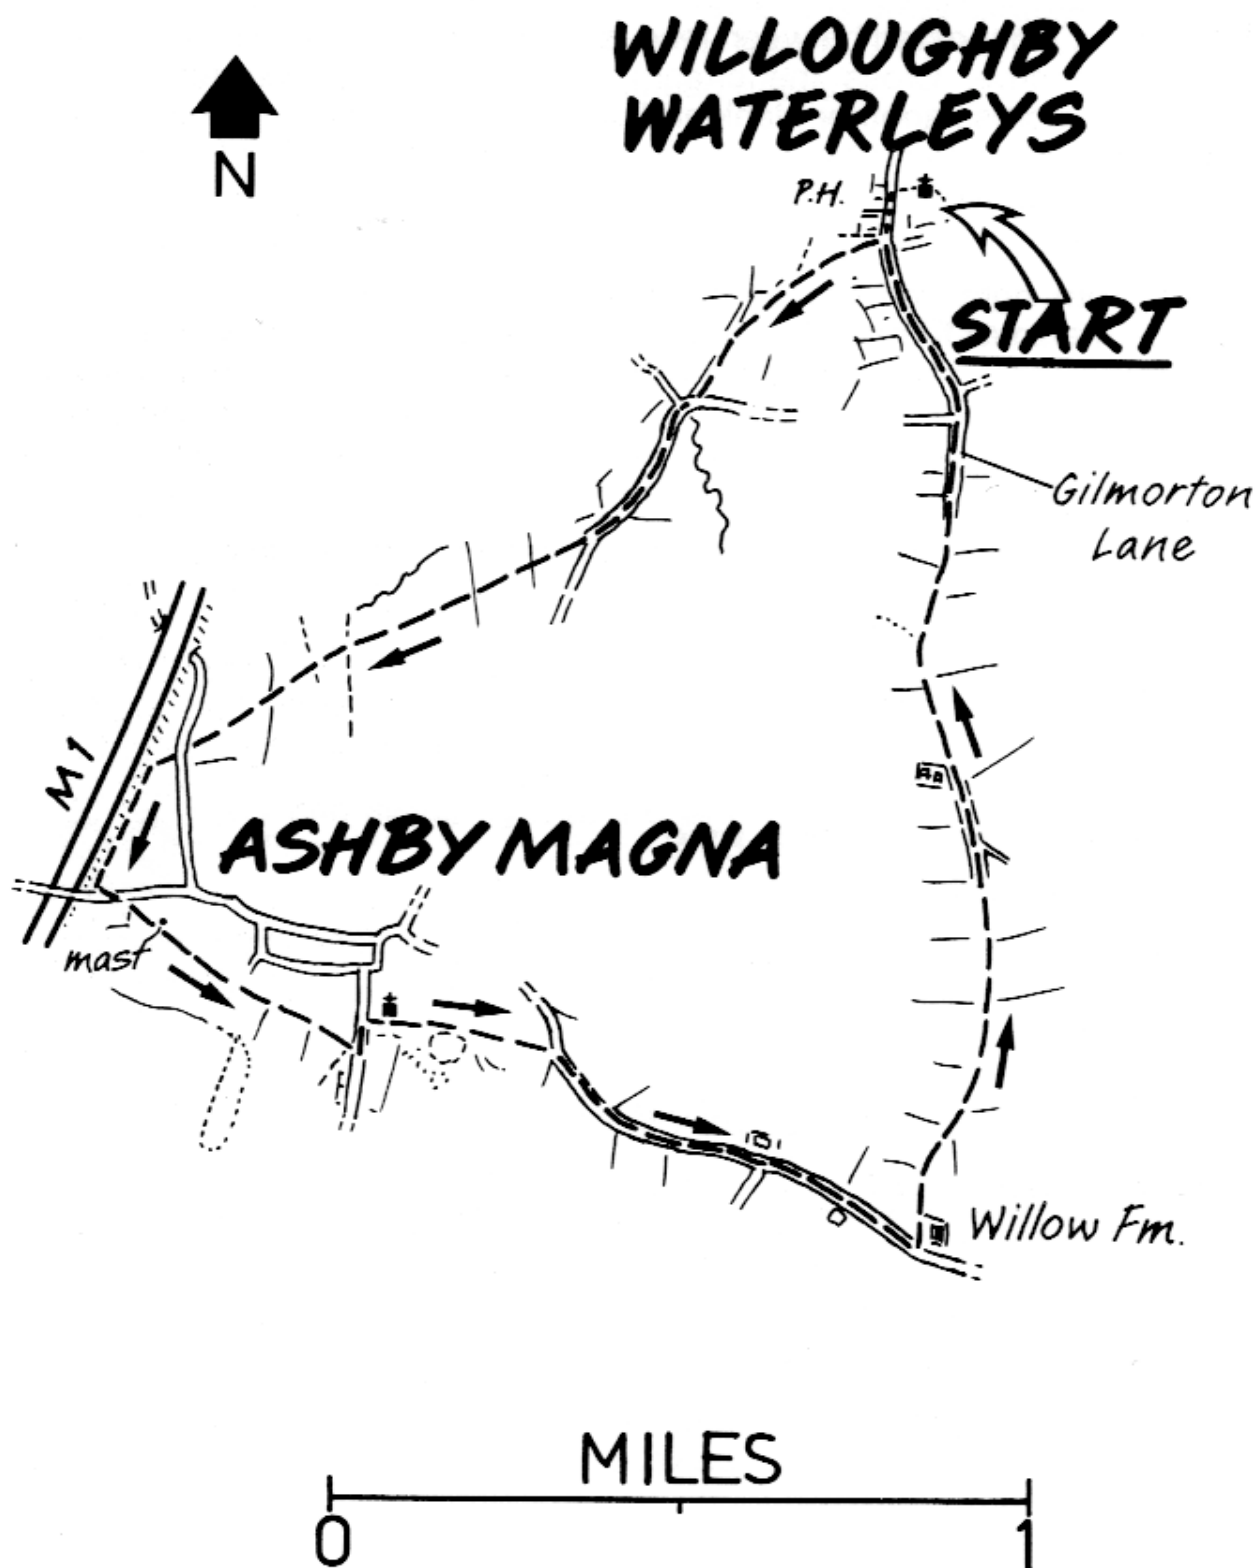 WILLOUGHBY
WATERLEYS
N
P.H.
START
Gilmorton
Lane
M1
ASHBY MAGNA
mast
Willow Fm.
MILES
0
1